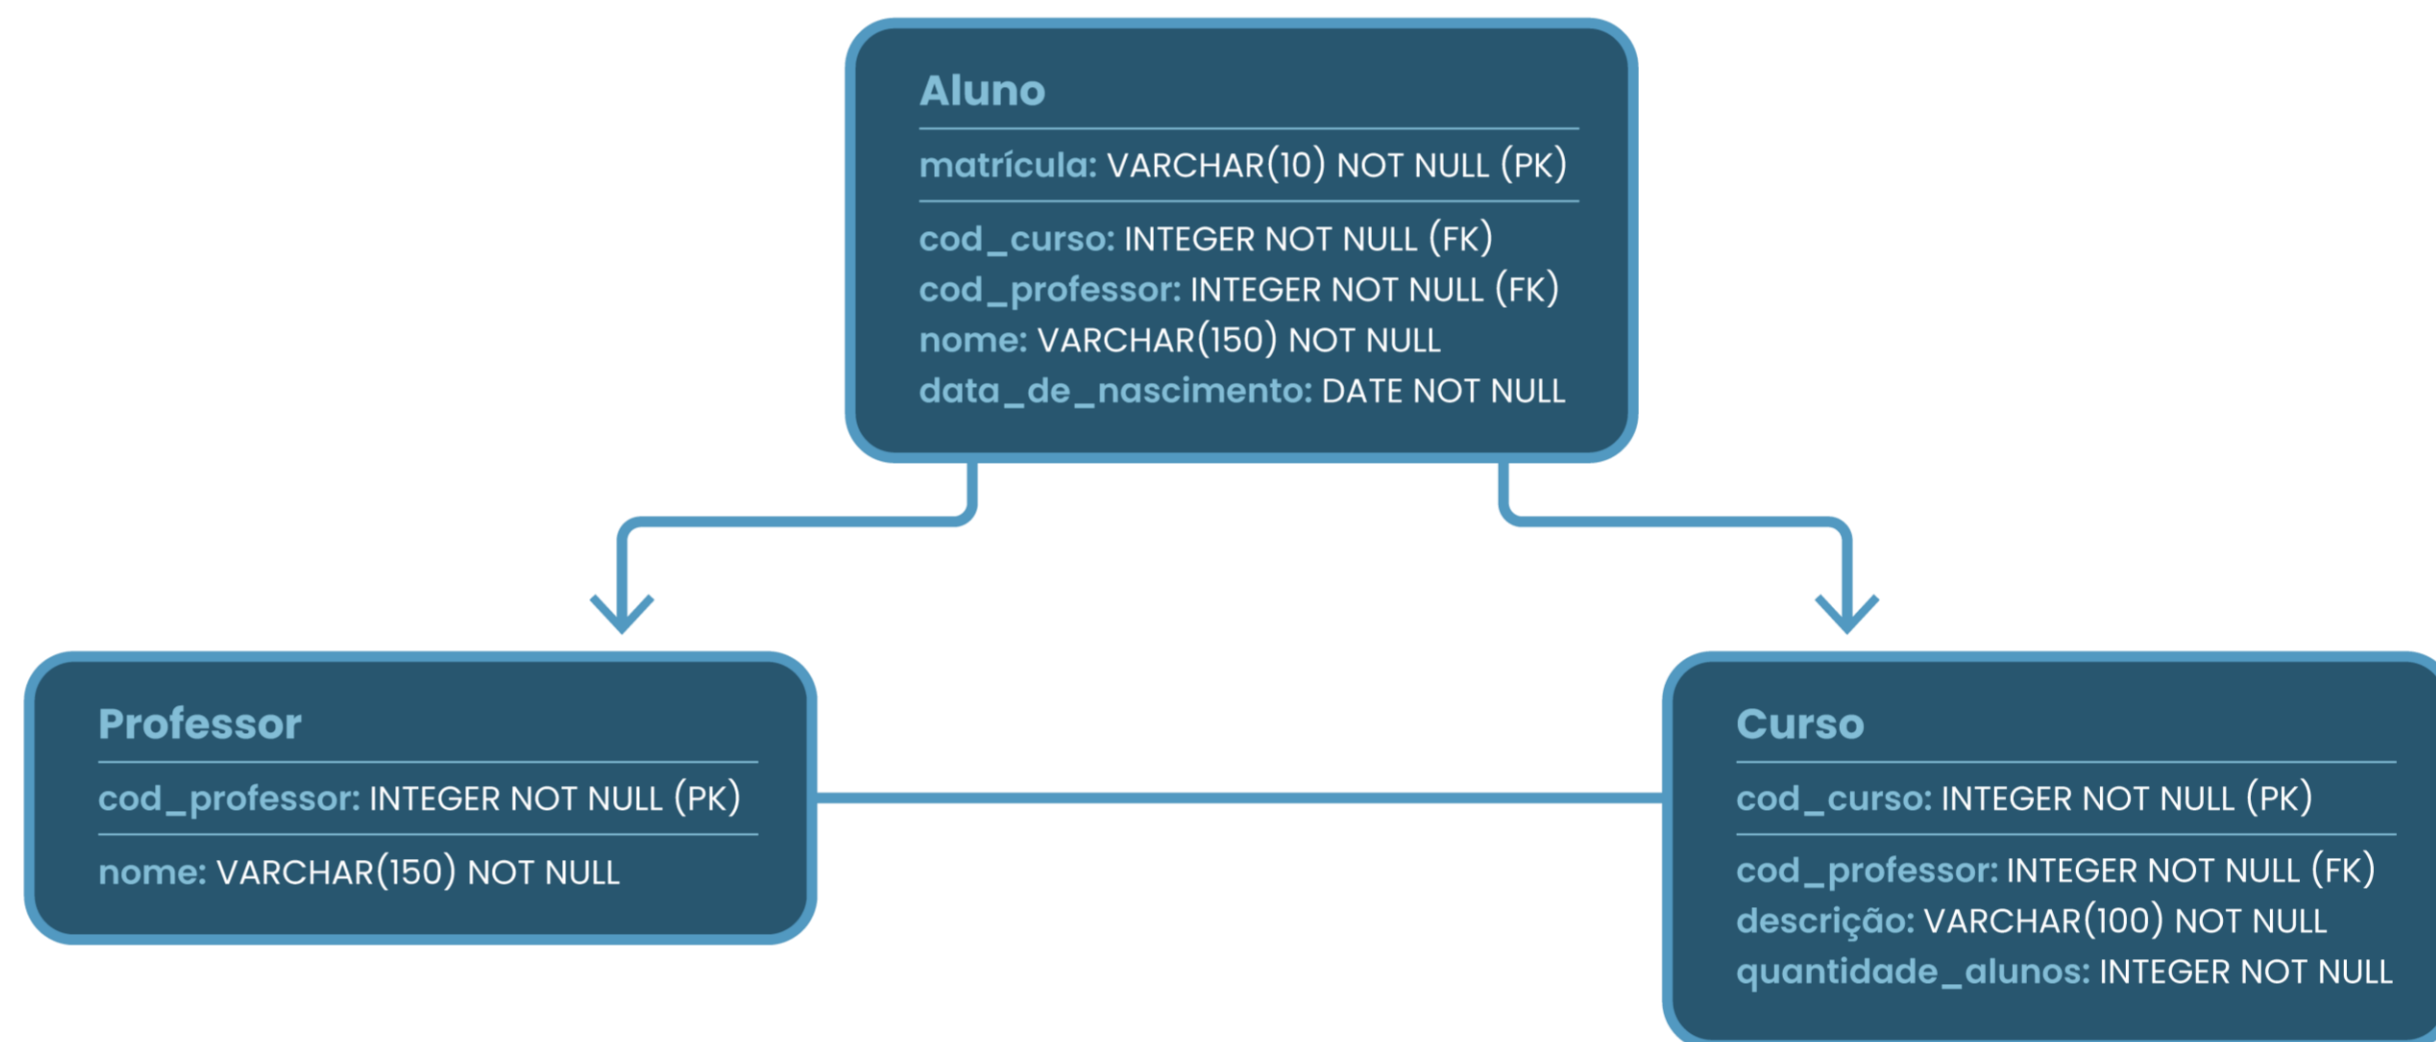 Aluno
matrícula: VARCHAR(10) NOT NULL (PK)
cod_curso: INTEGER NOT NULL (FK)
cod_professor: INTEGER NOT NULL (FK)
nome: VARCHAR(150) NOT NULL
data_de_nascimento: DATE NOT NULL
Professor
cod_professor: INTEGER NOT NULL (PK)
nome: VARCHAR(150) NOT NULL
Curso
cod_curso: INTEGER NOT NULL (PK)
cod_professor: INTEGER NOT NULL (FK)
descrição: VARCHAR(100) NOT NULL
quantidade_alunos: INTEGER NOT NULL